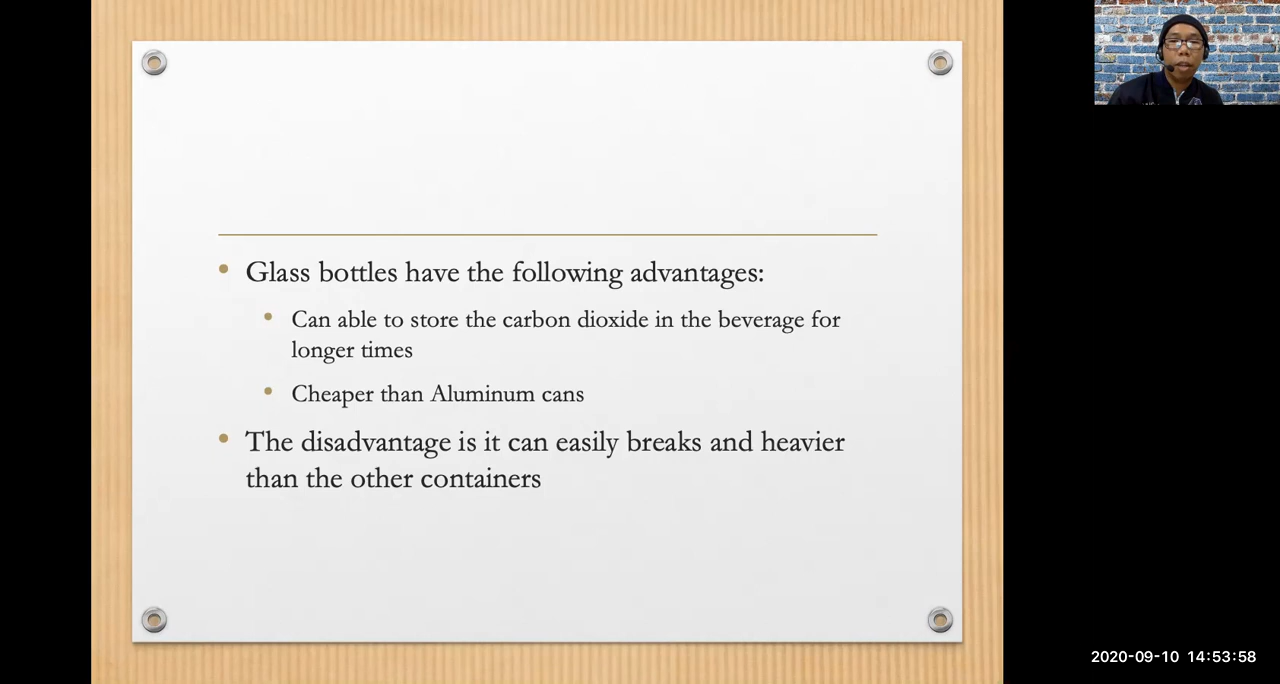 Glass bottles have the following advantages:
Can able to store the carbon dioxide in the beverage for
longer times
Cheaper than Aluminum cans
The disadvantage is it can easily breaks and heavier
than the other containers
2020-09-10 14:53:58